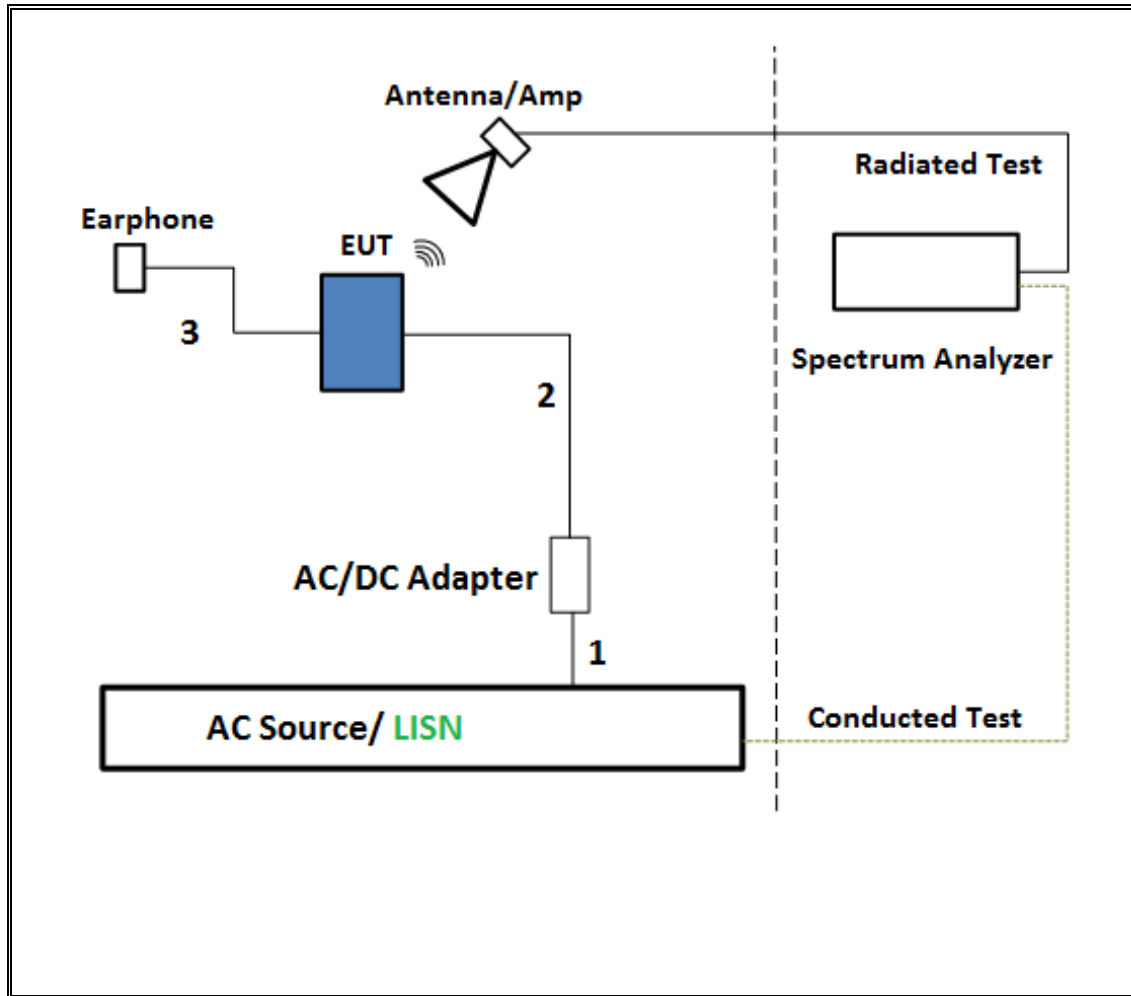 Antenna/Amp
Radiated Test
Earphone
EUT
3
Spectrum Analyzer
2
AC/DC Adapter
1
AC Source/ LISN
Conducted Test